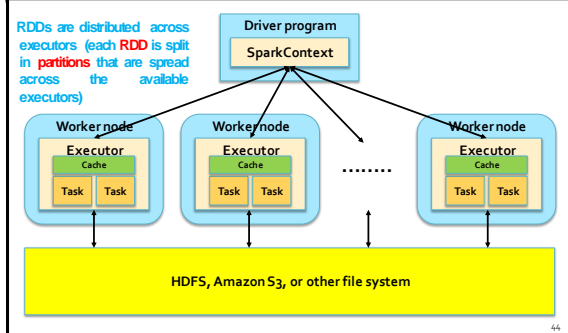 RDDs are distributed across
executors (each RDD is split
in partitions that are spread
across the available
executors)
Driver program
SparkContext
Worker node
Executor
Cache
Task Task
Worker node
Executor
Cache
Task Task
........
Worker node
Executor
Cache
Task Task
HDFS, Amazon S3, or other file system
44